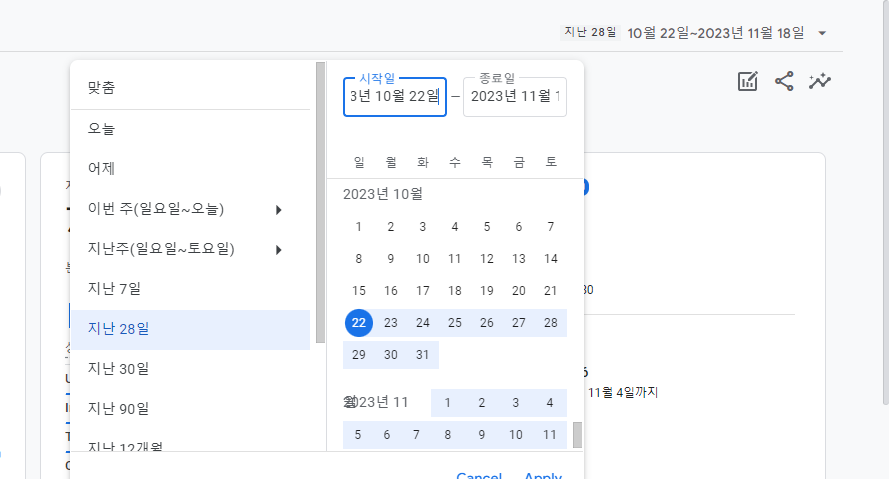 지난 28일 10월 22일~2023년 11월 18일
맞춤
오늘
어제
이번 주(일요일~오늘)
지난주(일요일~토요일)
지난 7일
지난 28일
지난 30일
지난 90일
지난 12개월
시작일
3년 10월 22일
–
종료일
2023년 11월 1
일 월 화 수 목 금 토
2023년 10월
1 2 3 4 5 6 7
8 9 10 11 12 13 14
15 16 17 18 19 20 21
22 23 24 25 26 27 28
29 30 31
2023년 11월
1 2 3 4
5 6 7 8 9 10 11
Cancel Apply
30
6
11월 4일까지